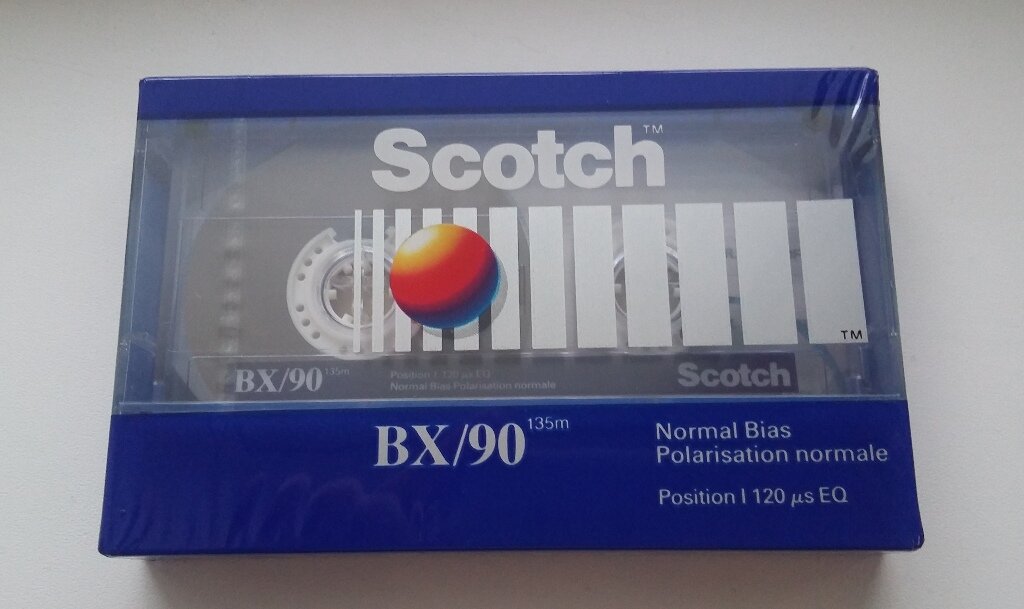 Scotch™
™
BX/90 135m
Position I 120 µs EQ
Normal Bias Polarisation normale
Scotch
BX/90 135m
Normal Bias
Polarisation normale
Position I 120 µs EQ